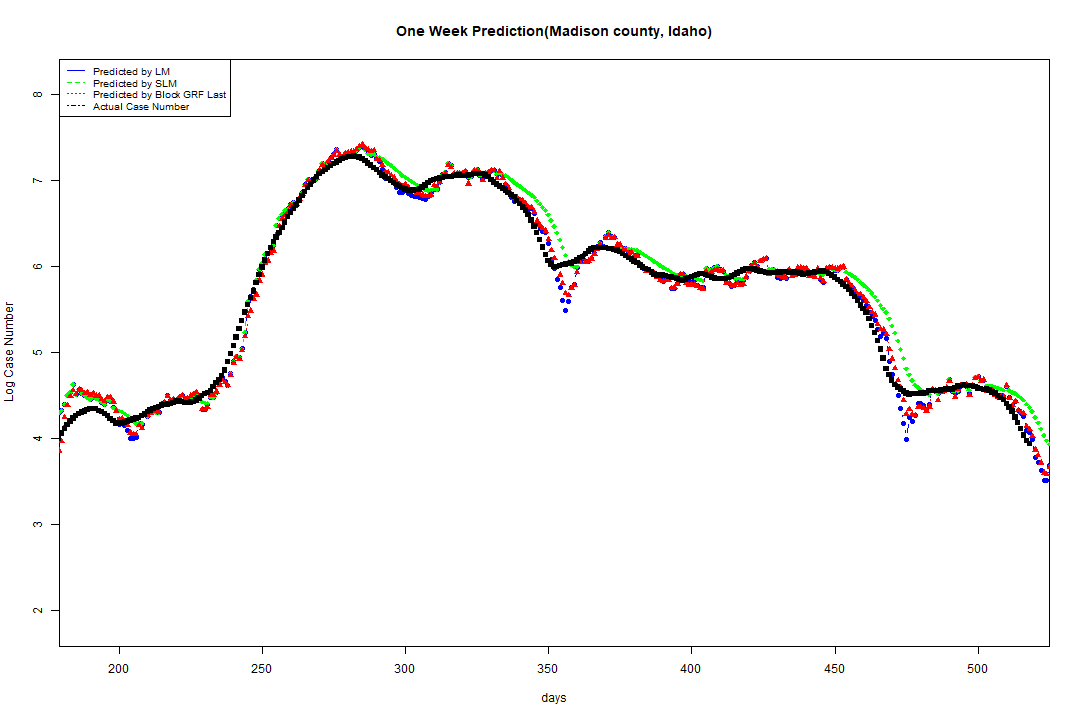 One Week Prediction(Madison county, Idaho)
Predicted by LM
Predicted by SLM
Predicted by Block GRF Last
Actual Case Number
8
7
6
5
4
3
2
Log Case Number
200 250 300 350 400 450 500
days